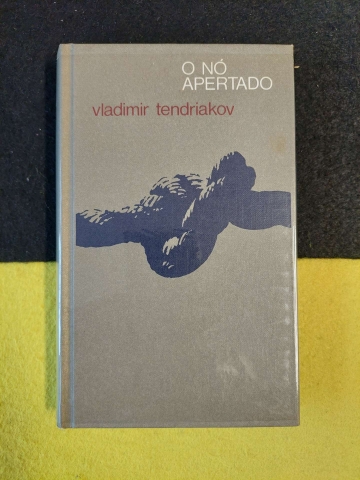 O NÓ
APERTADO
vladimir tendriakov